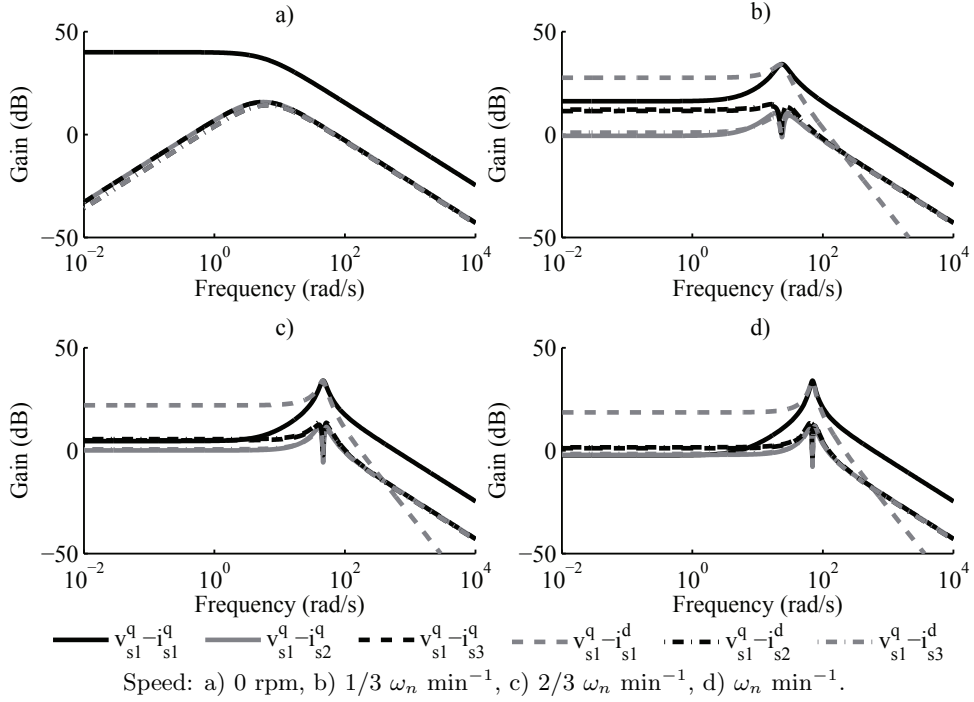 a)
50
0
−50
Gain (dB)
10^−2 10^0 10^2 10^4
Frequency (rad/s)
b)
50
0
−50
Gain (dB)
10^−2 10^0 10^2 10^4
Frequency (rad/s)
c)
50
0
−50
Gain (dB)
10^−2 10^0 10^2 10^4
Frequency (rad/s)
d)
50
0
−50
Gain (dB)
10^−2 10^0 10^2 10^4
Frequency (rad/s)
v^q_s1−i^q_s1 v^q_s1−i^q_s2 v^q_s1−i^q_s3 v^q_s1−i^d_s1 v^q_s1−i^d_s2 v^q_s1−i^d_s3
Speed: a) 0 rpm, b) 1/3 ω_n min^−1, c) 2/3 ω_n min^−1, d) ω_n min^−1.